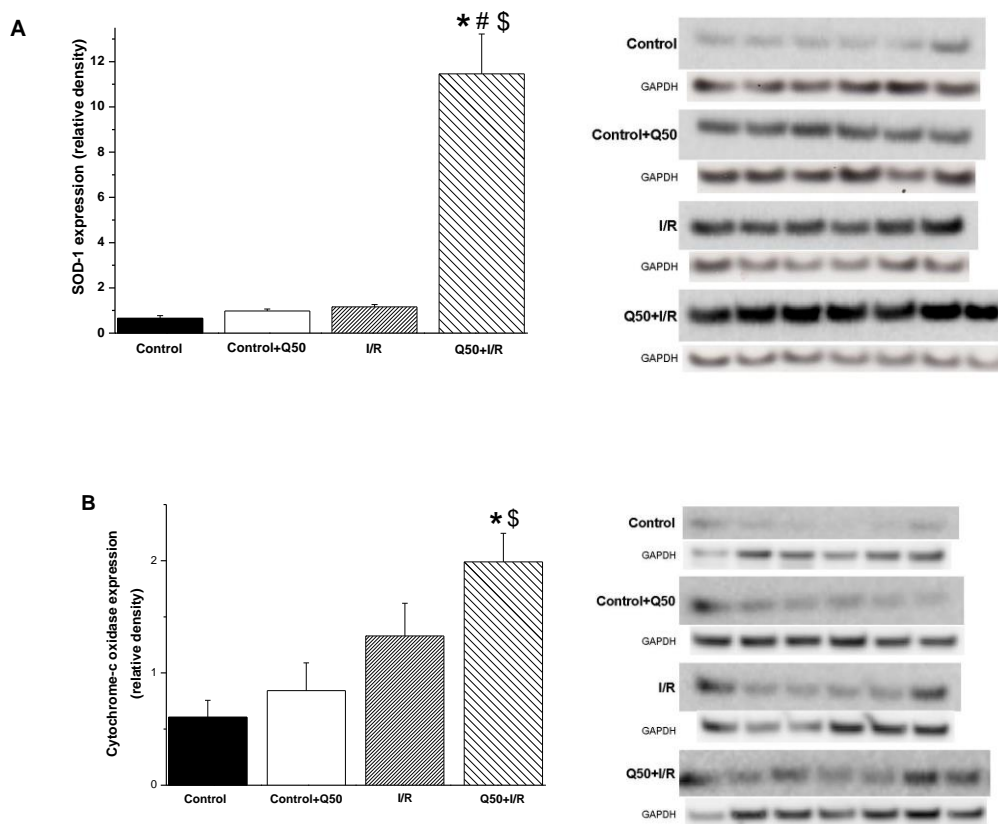 A
* # $
SOD-1 expression (relative density)
12
10
8
6
4
2
0
Control
Control+Q50
I/R
Q50+I/R
Control
GAPDH
Control+Q50
GAPDH
I/R
GAPDH
Q50+I/R
GAPDH
B
* $
Cytochrome-c oxidase expression
(relative density)
2
1
0
Control
Control+Q50
I/R
Q50+I/R
Control
GAPDH
Control+Q50
GAPDH
I/R
GAPDH
Q50+I/R
GAPDH